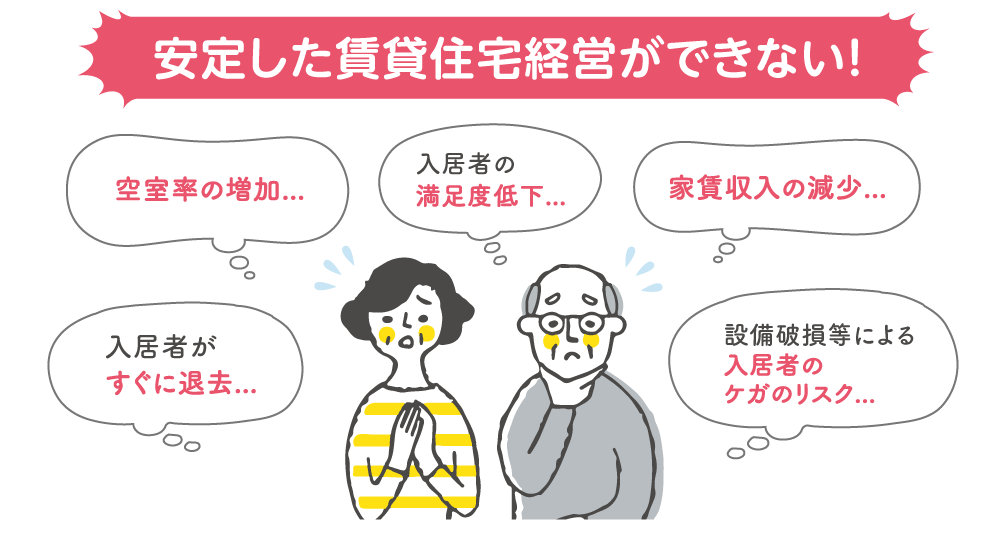 安定した賃貸住宅経営ができない!
空室率の増加...
入居者の
満足度低下...
家賃収入の減少...
入居者が
すぐに退去...
設備破損等による
入居者の
ケガのリスク...